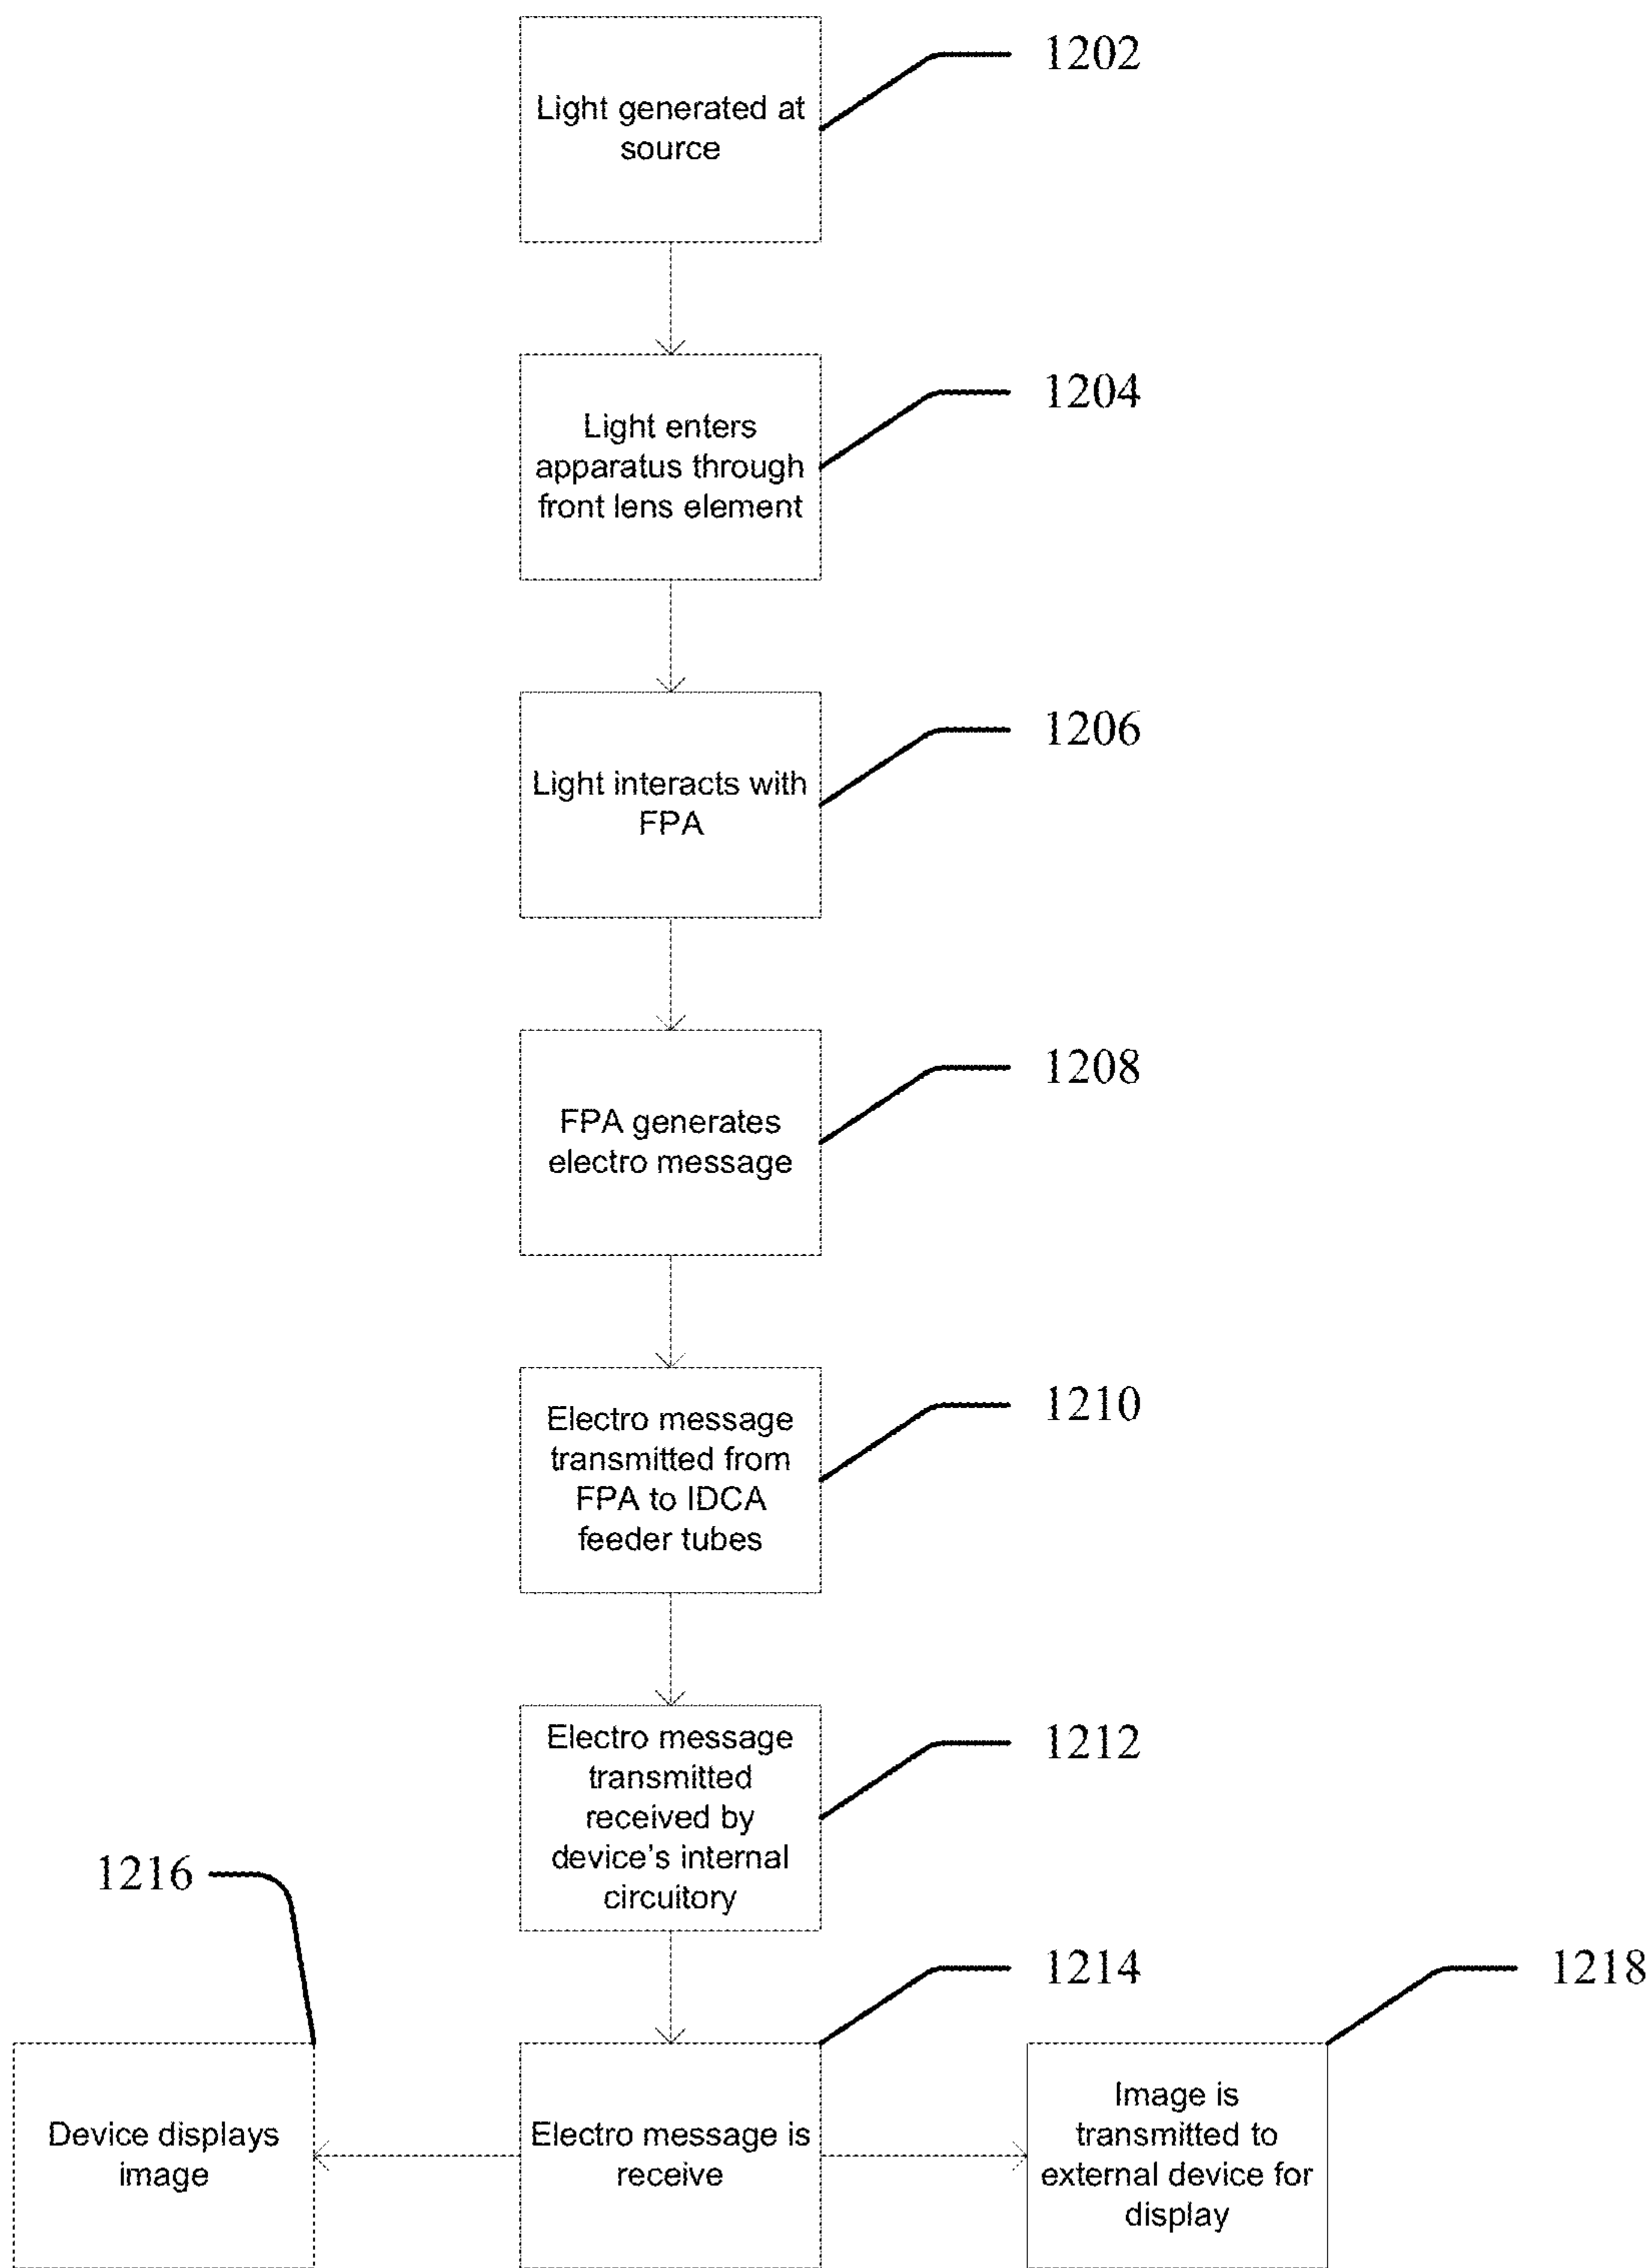 1202
Light generated at
source
1204
Light enters
apparatus through
front lens element
1206
Light interacts with
FPA
1208
FPA generates
electro message
1210
Electro message
transmitted from
FPA to IDCA
feeder tubes
1212
Electro message
transmitted
received by
device's internal
circuitory
1216
1214
1218
Device displays
image
Electro message is
receive
Image is
transmitted to
external device for
display